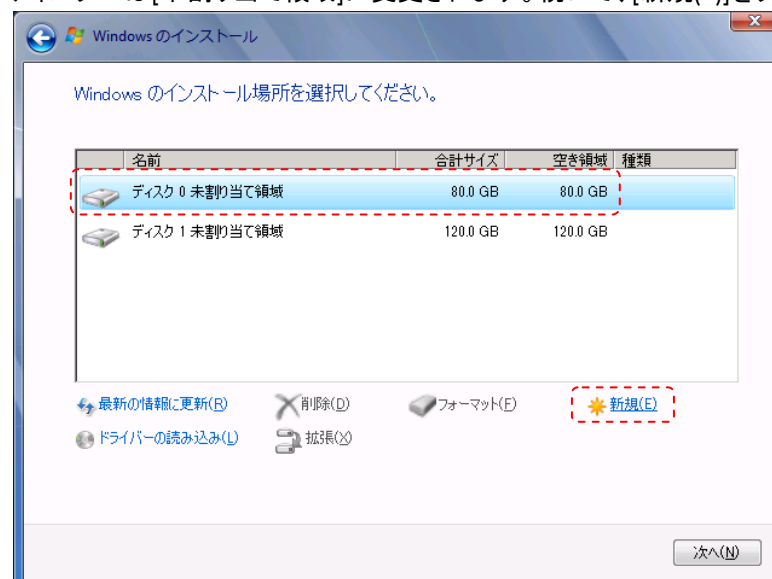 Windows のインストール
Windows のインストール場所を選択してください。
名前 合計サイズ 空き領域 種類
ディスク 0 未割り当て領域 80.0 GB 80.0 GB
ディスク 1 未割り当て領域 120.0 GB 120.0 GB
最新の情報に更新(R) 削除(D) フォーマット(F) 新規(E)
ドライバーの読み込み(L) 拡張(X)
次へ(N)